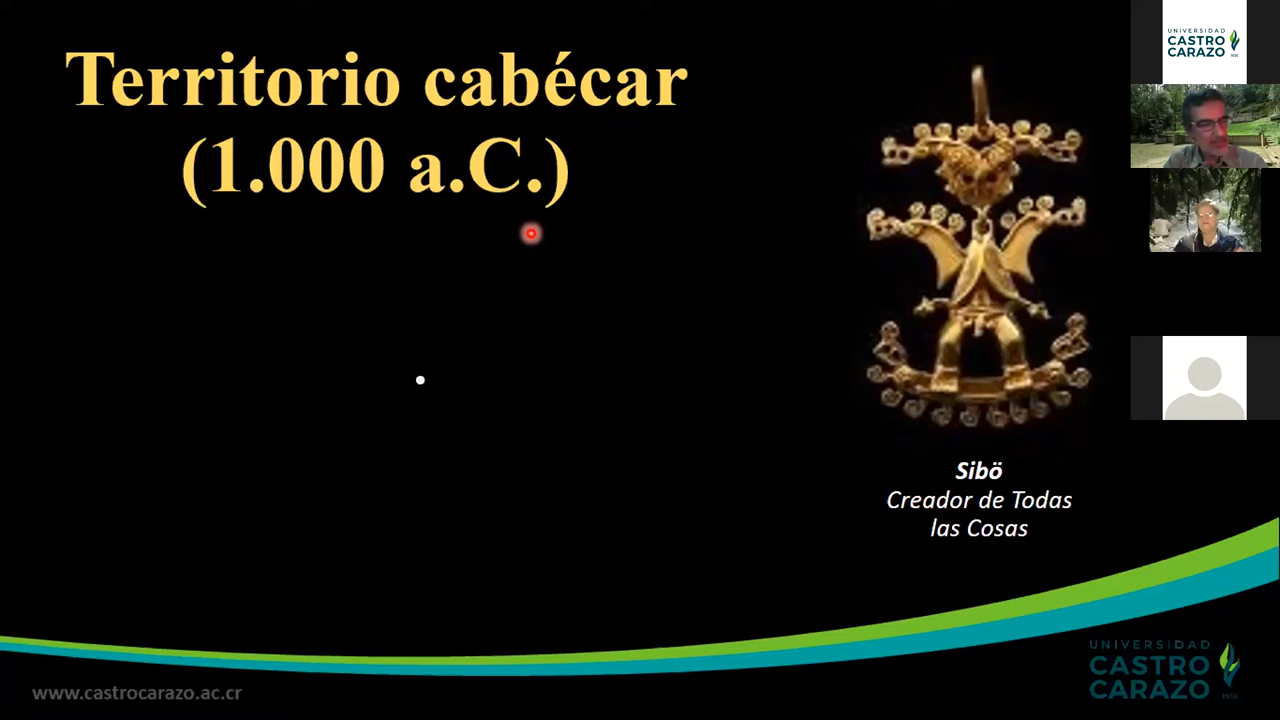 Territorio cabécar
(1.000 a.C.)
UNIVERSIDAD
CASTRO
CARAZO
Sibö
Creador de Todas
las Cosas
www.castrocarazo.ac.cr
UNIVERSIDAD
CASTRO
CARAZO